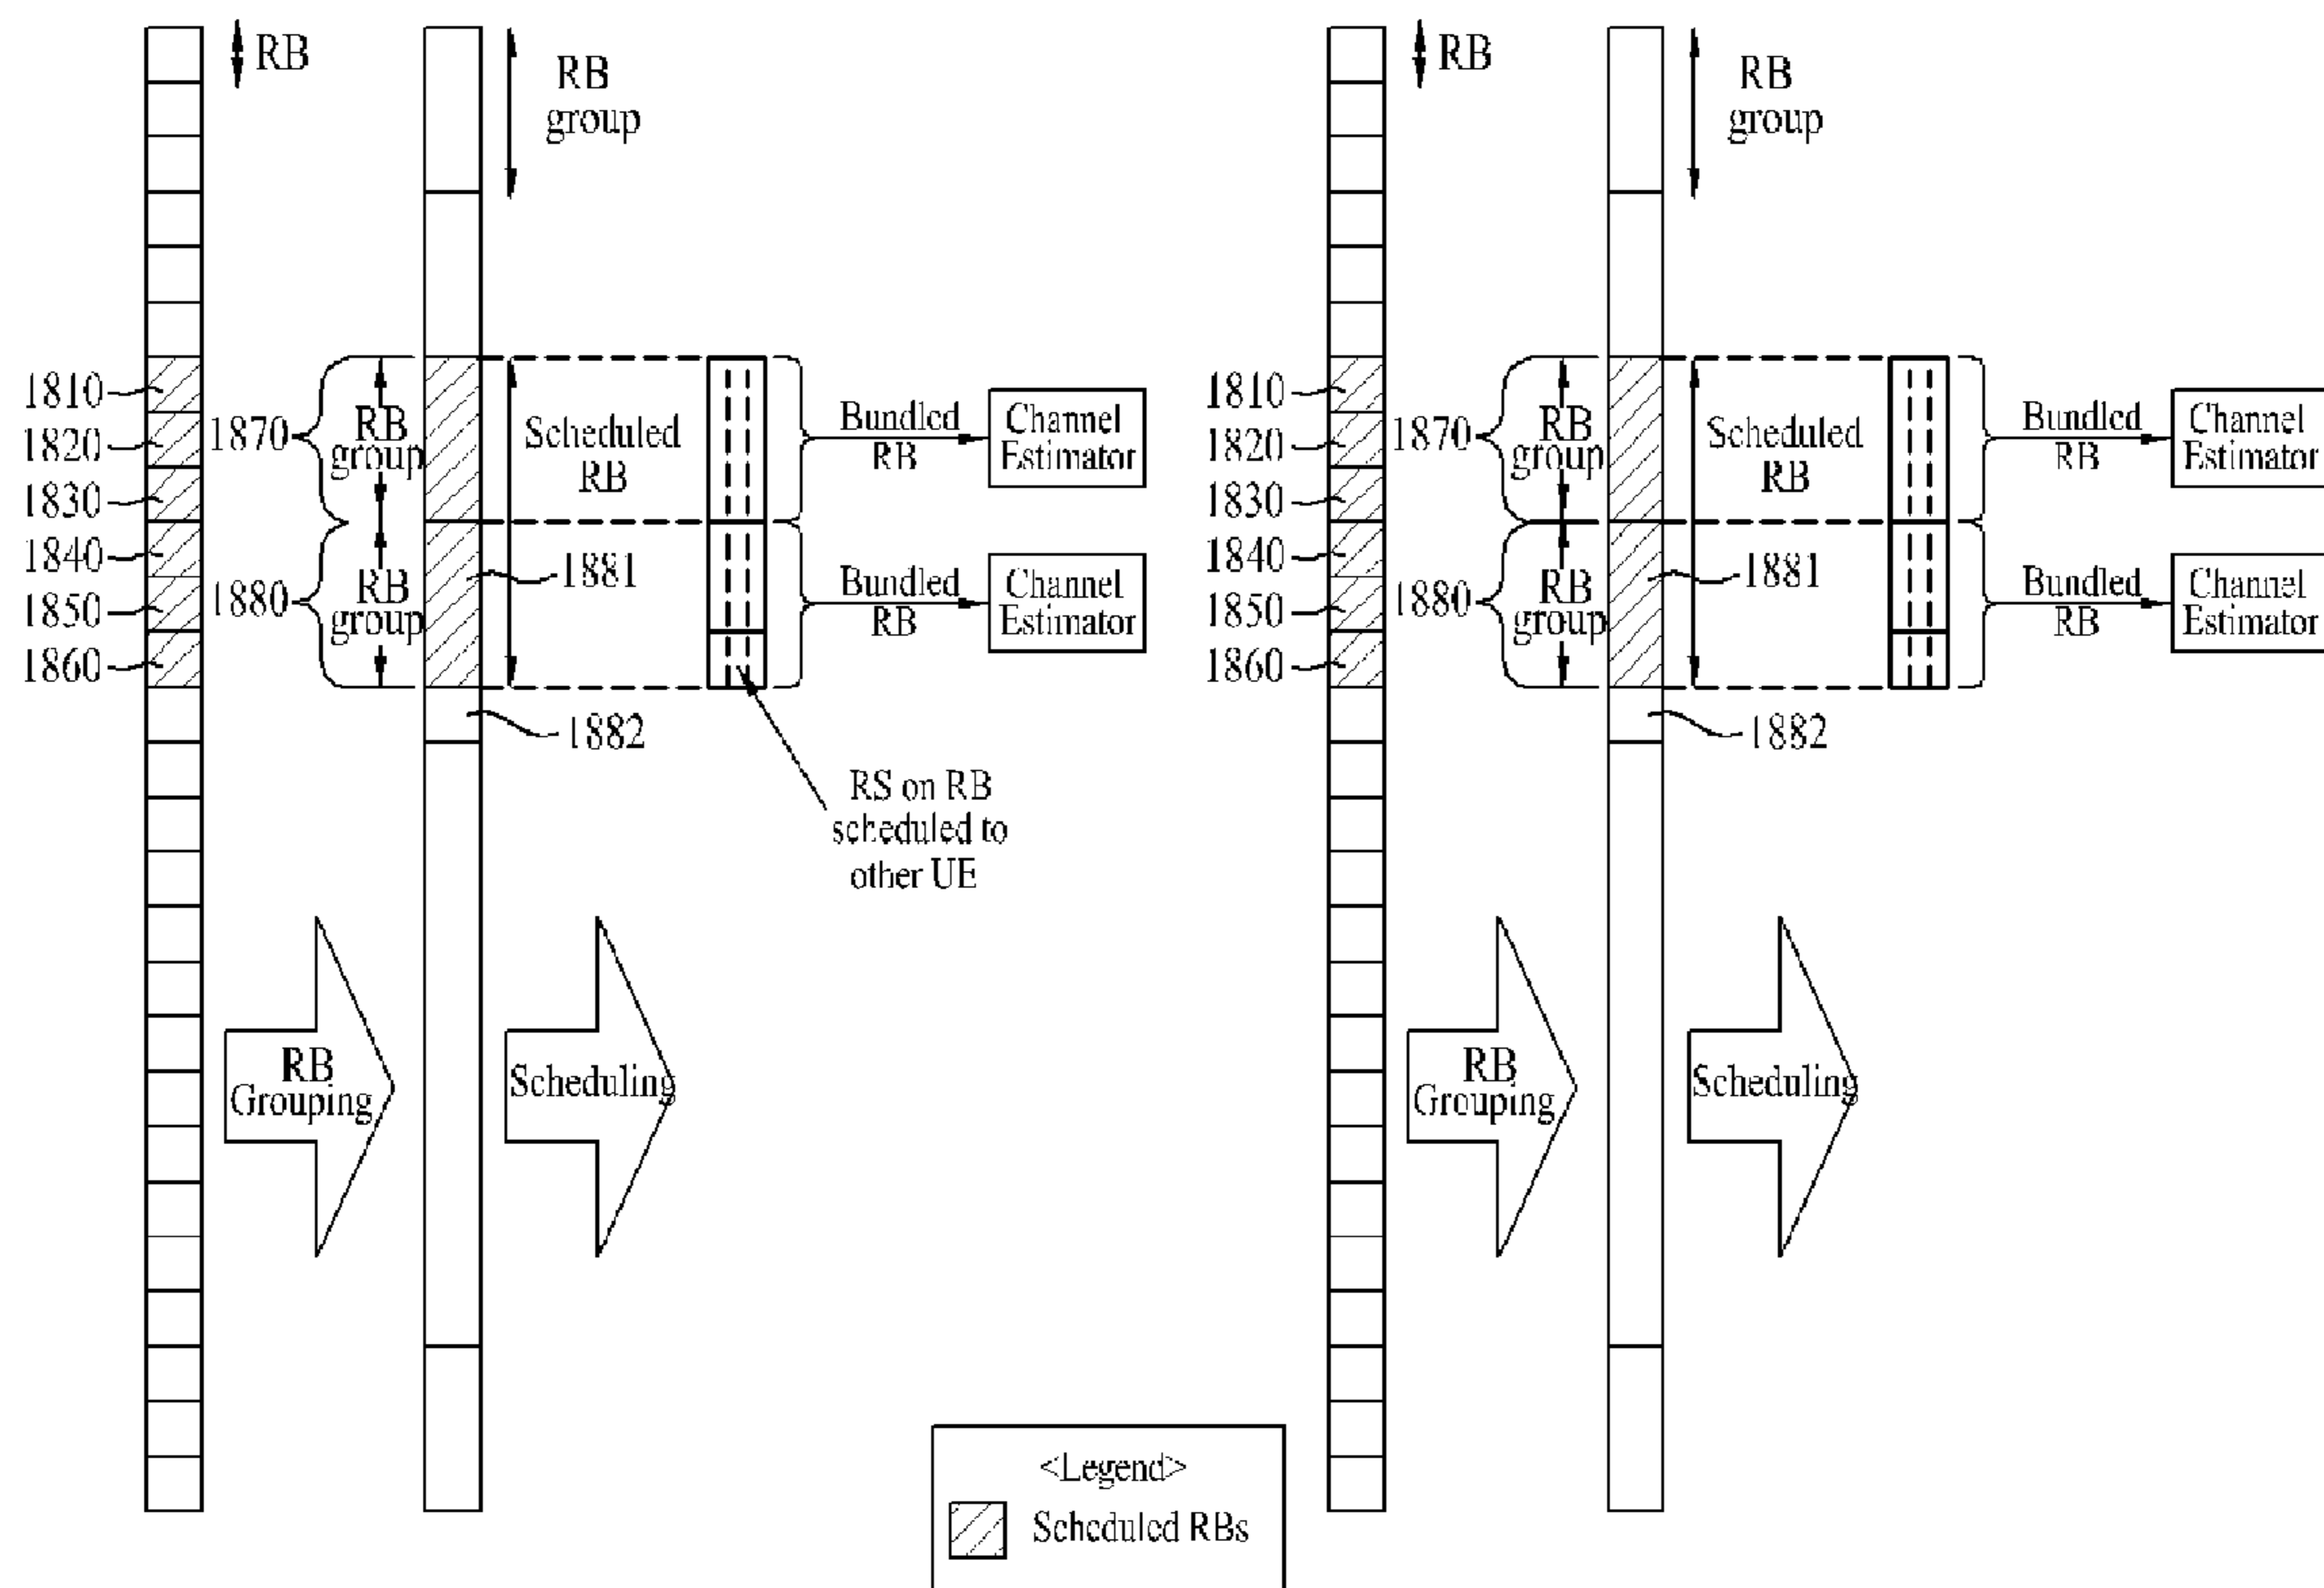 RB
RB
group
1810
1820
1830
1840
1850
1860
1870
RB
group
1880
RB
group
Scheduled
RB
1881
1882
Bundled
RB
Channel
Estimator
Bundled
RB
Channel
Estimator
RS on RB
scheduled to
other UE
RB
Grouping
Scheduling
RB
RB
group
1810
1820
1830
1840
1850
1860
1870
RB
group
1880
RB
group
Scheduled
RB
1881
1882
Bundled
RB
Channel
Estimator
Bundled
RB
Channel
Estimator
RB
Grouping
Scheduling
<Legend>
Scheduled RBs